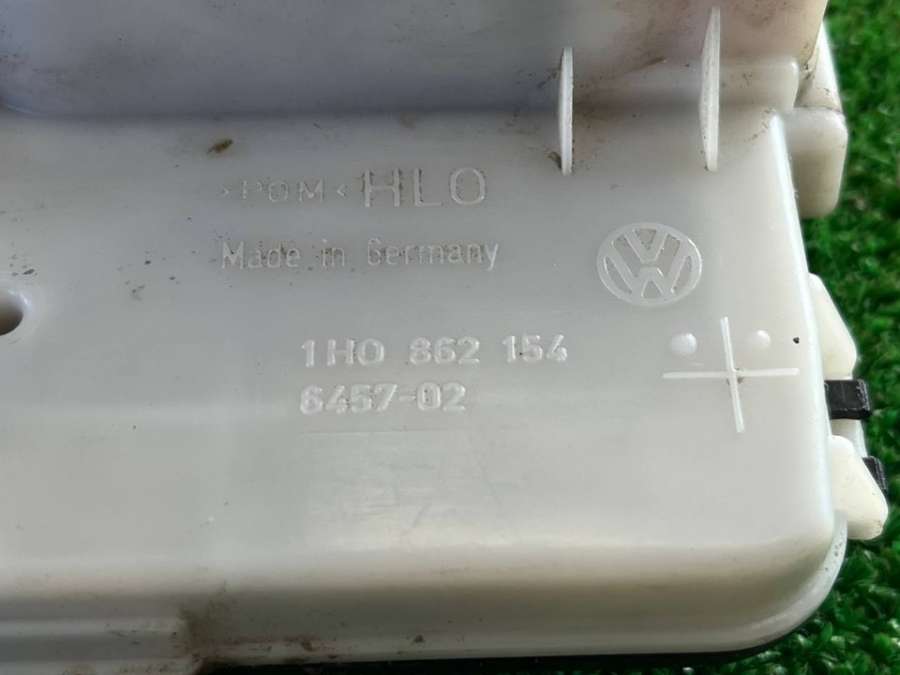 >POM< HLO
Made in Germany
1H0 862 154
6457-02